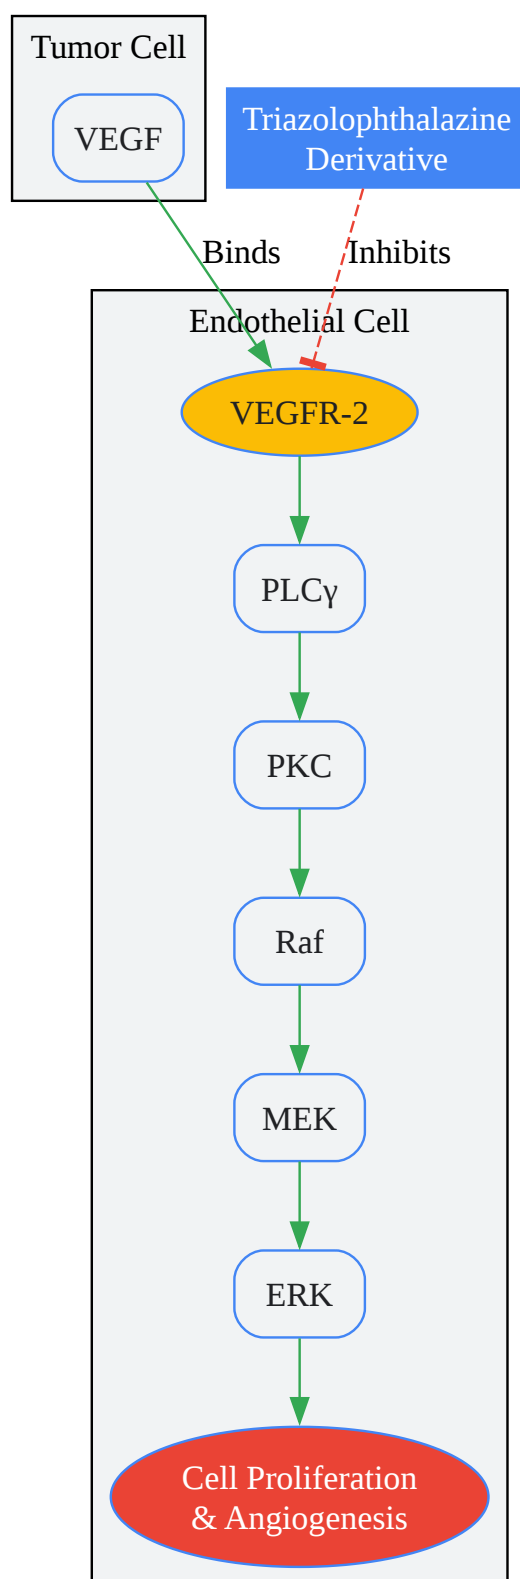 Tumor Cell
VEGF
Triazolophthalazine
Derivative
Binds
Inhibits
Endothelial Cell
VEGFR-2
PLCγ
PKC
Raf
MEK
ERK
Cell Proliferation
& Angiogenesis